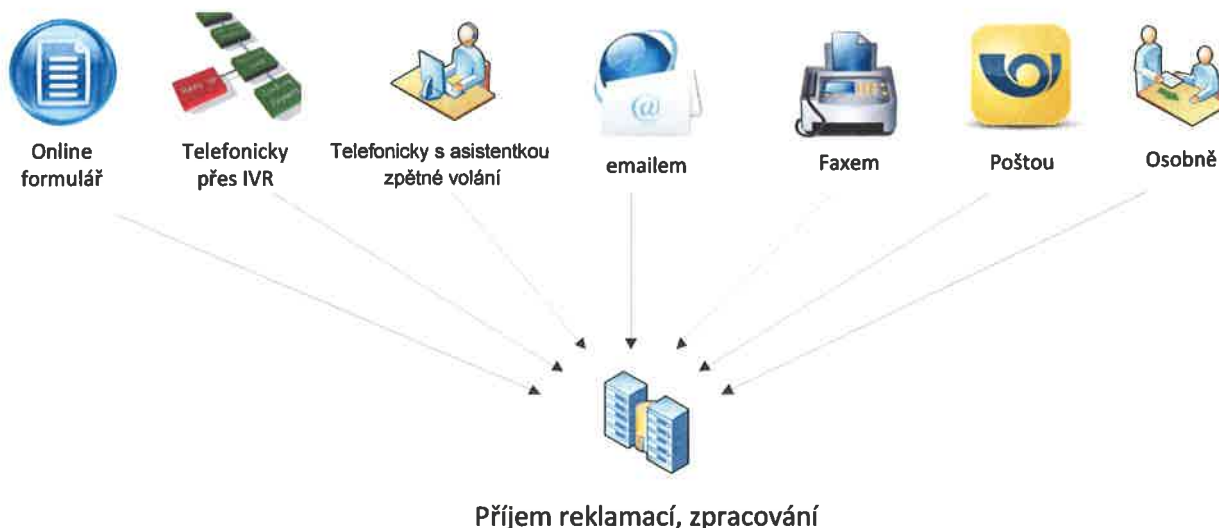 Online
formulář
Telefonicky
přes IVR
Telefonicky s asistentkou
zpětné volání
emailem
@
Faxem
Poštou
Osobně
Příjem reklamací, zpracování